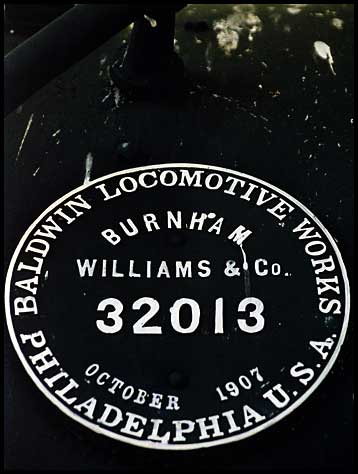 BALDWIN LOCOMOTIVE WORKS
BURNHAM
WILLIAMS & Co.
32013
OCTOBER 1907
PHILADELPHIA U.S.A.